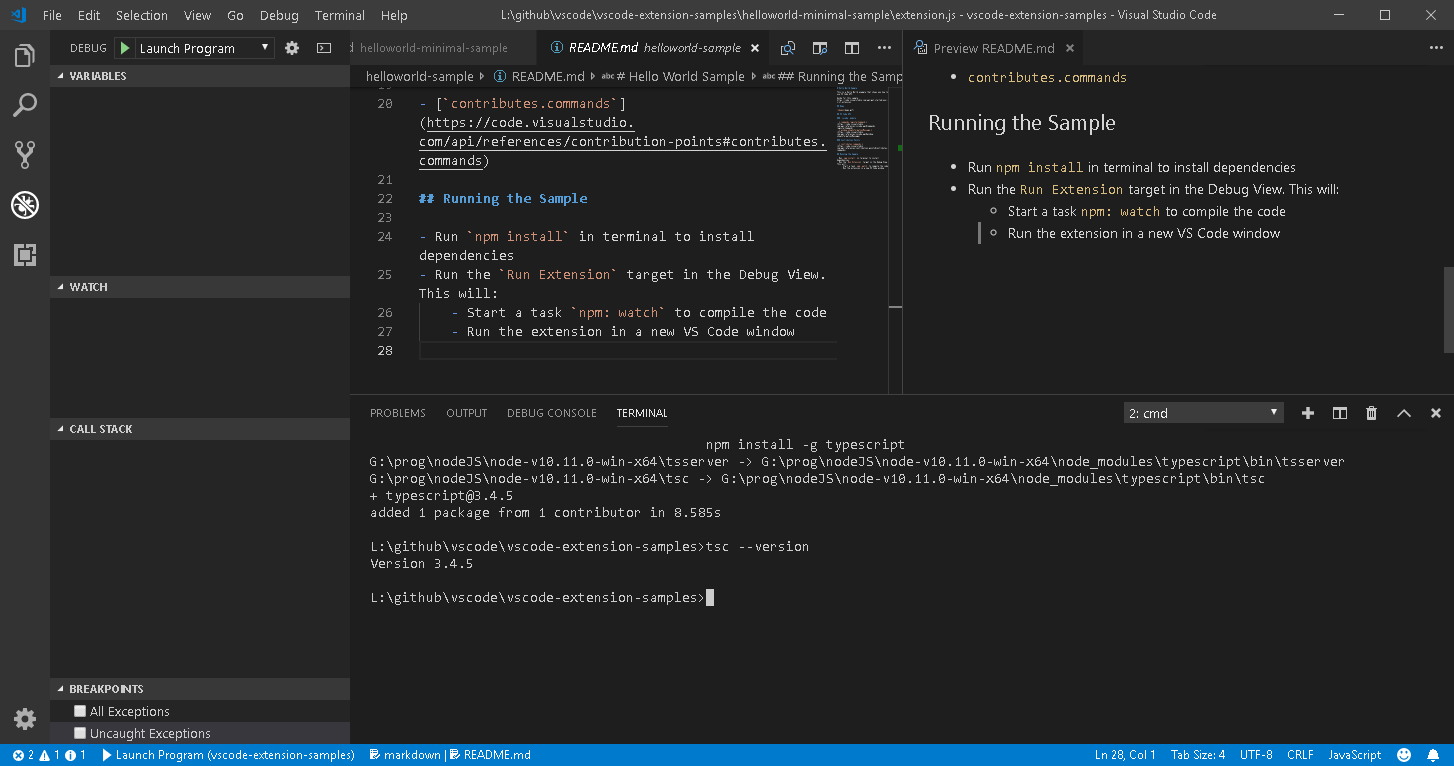 File Edit Selection View Go Debug Terminal Help
L:\github\vscode\vscode-extension-samples\helloworld-minimal-sample\extension.js - vscode-extension-samples - Visual Studio Code
DEBUG Launch Program
VARIABLES
WATCH
CALL STACK
BREAKPOINTS
All Exceptions
Uncaught Exceptions
helloworld-minimal-sample
README.md helloworld-sample
helloworld-sample README.md abc # Hello World Sample abc ## Running the Samp
20 - [`contributes.commands`]
(https://code.visualstudio.
com/api/references/contribution-points#contributes.
commands)
21
22 ## Running the Sample
23
24 - Run `npm install` in terminal to install
dependencies
25 - Run the `Run Extension` target in the Debug View.
This will:
26 - Start a task `npm: watch` to compile the code
27 - Run the extension in a new VS Code window
28
Preview README.md
• contributes.commands
Running the Sample
• Run npm install in terminal to install dependencies
• Run the Run Extension target in the Debug View. This will:
Start a task npm: watch to compile the code
Run the extension in a new VS Code window
PROBLEMS OUTPUT DEBUG CONSOLE TERMINAL
2: cmd
npm install -g typescript
G:\prog\nodeJS\node-v10.11.0-win-x64\tsserver -> G:\prog\nodeJS\node-v10.11.0-win-x64\node_modules\typescript\bin\tsserver
G:\prog\nodeJS\node-v10.11.0-win-x64\tsc -> G:\prog\nodeJS\node-v10.11.0-win-x64\node_modules\typescript\bin\tsc
+ typescript@3.4.5
added 1 package from 1 contributor in 8.585s
L:\github\vscode\vscode-extension-samples>tsc --version
Version 3.4.5
L:\github\vscode\vscode-extension-samples>
2 1 1 Launch Program (vscode-extension-samples) markdown | README.md
Ln 28, Col 1 Tab Size: 4 UTF-8 CRLF JavaScript